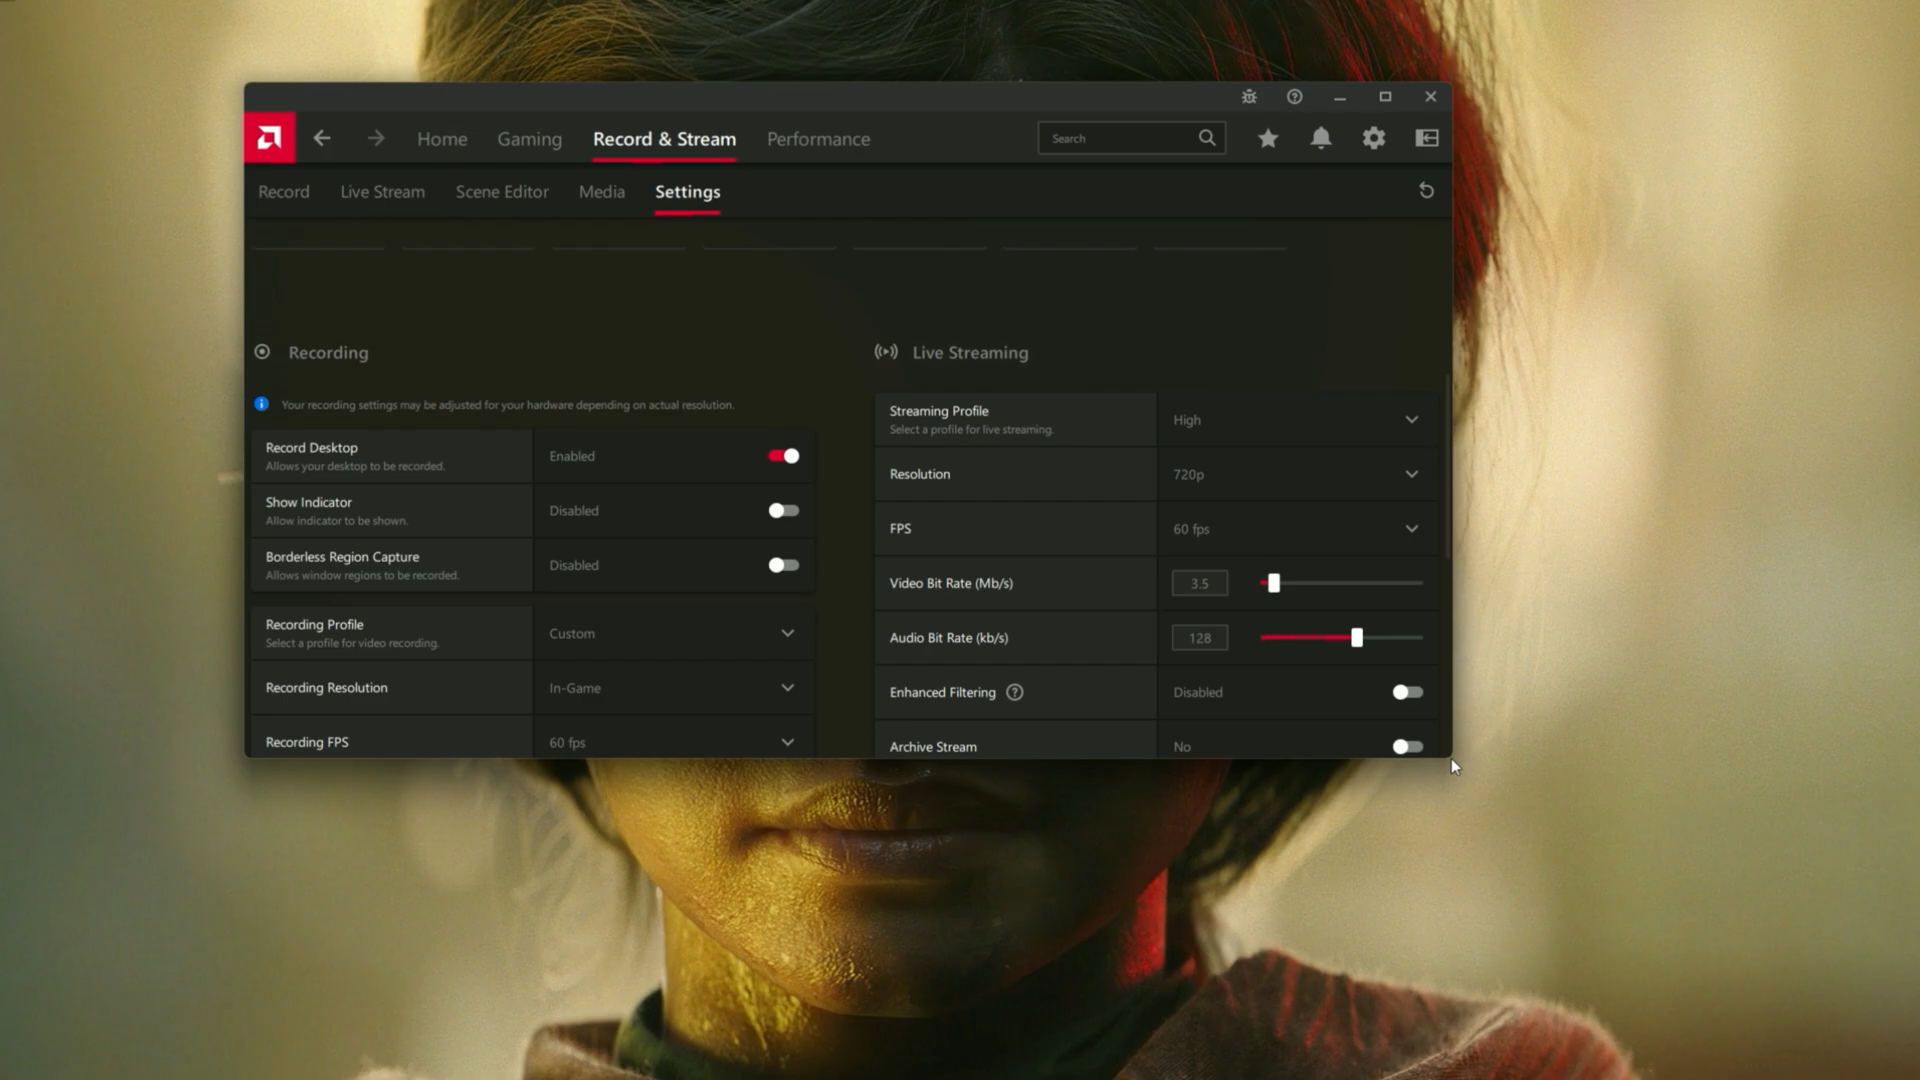 Home Gaming Record & Stream Performance Search
Record Live Stream Scene Editor Media Settings
Recording
Your recording settings may be adjusted for your hardware depending on actual resolution.
Record Desktop
Allows your desktop to be recorded.
Enabled
Show Indicator
Allow indicator to be shown.
Disabled
Borderless Region Capture
Allows window regions to be recorded.
Disabled
Recording Profile
Select a profile for video recording.
Custom
Recording Resolution
In-Game
Recording FPS
60 fps
Live Streaming
Streaming Profile
Select a profile for live streaming.
High
Resolution
720p
FPS
60 fps
Video Bit Rate (Mb/s)
3.5
Audio Bit Rate (kb/s)
128
Enhanced Filtering
Disabled
Archive Stream
No